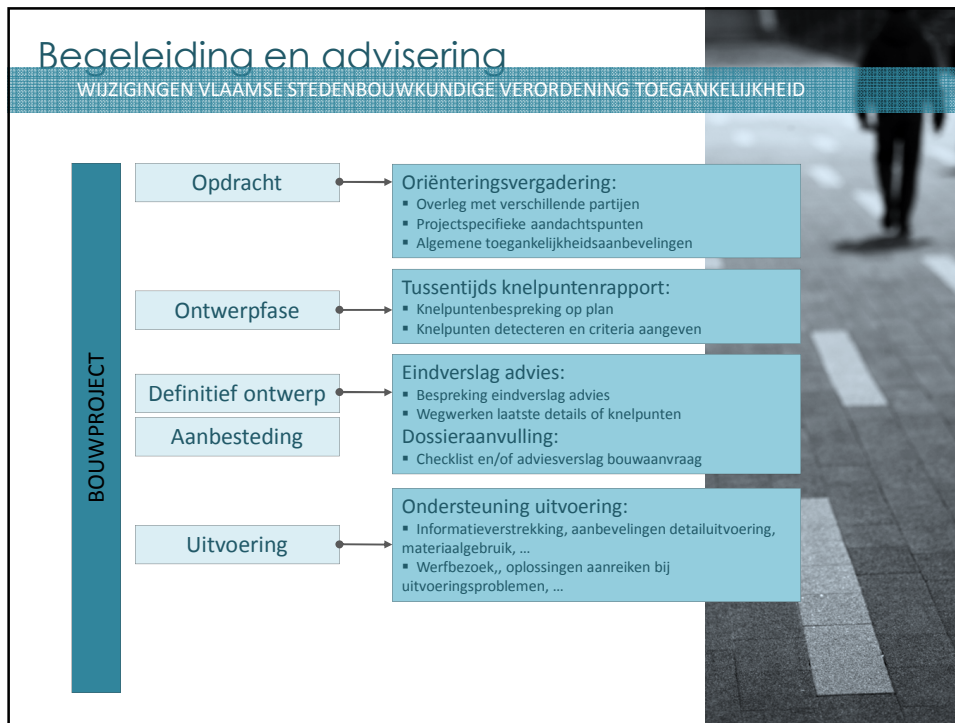 Begeleiding en advisering
WIJZIGINGEN VLAAMSE STEDENBOUWKUNDIGE VERORDENING TOEGANKELIJKHEID
BOUWPROJECT
Opdracht
Oriënteringsvergadering:
▪ Overleg met verschillende partijen
▪ Projectspecifieke aandachtspunten
▪ Algemene toegankelijkheidsaanbevelingen
Ontwerpfase
Tussentijds knelpuntenrapport:
▪ Knelpuntenbespreking op plan
▪ Knelpunten detecteren en criteria aangeven
Definitief ontwerp
Eindverslag advies:
▪ Bespreking eindverslag advies
▪ Wegwerken laatste details of knelpunten
Aanbesteding
Dossieraanvulling:
▪ Checklist en/of adviesverslag bouwaanvraag
Uitvoering
Ondersteuning uitvoering:
▪ Informatieverstrekking, aanbevelingen detailuitvoering,
materiaalgebruik, …
▪ Werfbezoek,, oplossingen aanreiken bij
uitvoeringsproblemen, …